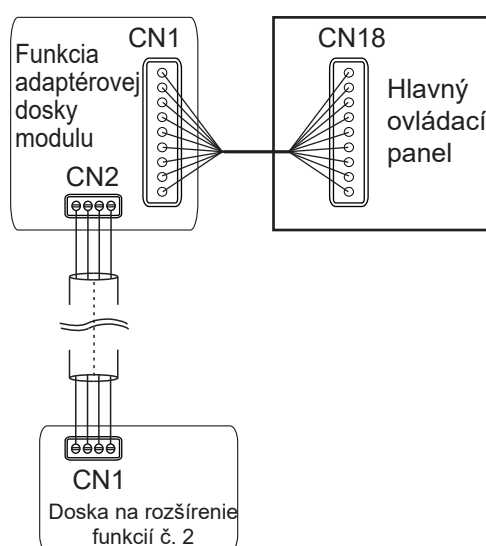 CN1
Funkcia
adaptérovej
dosky
modulu
CN2
CN18
Hlavný
ovládací
panel
CN1
Doska na rozšírenie
funkcií č. 2